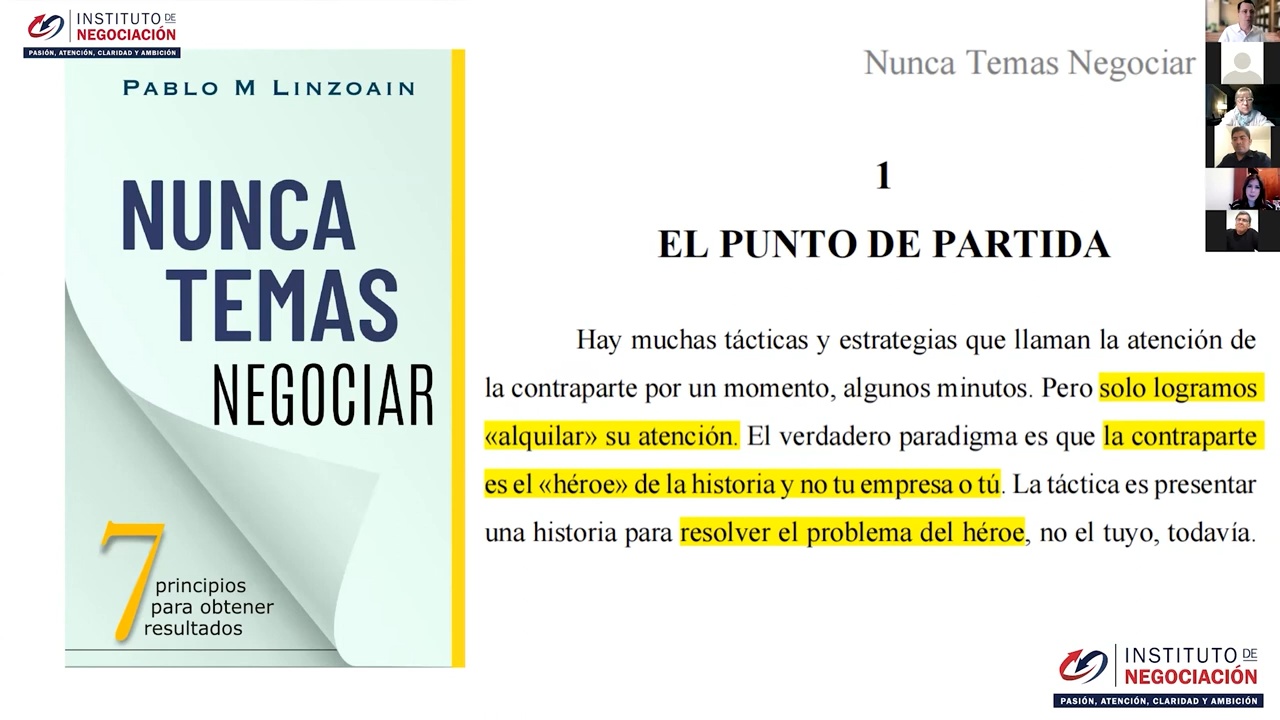 INSTITUTO DE
NEGOCIACIÓN
PASIÓN, ATENCIÓN, CLARIDAD Y AMBICIÓN
PABLO M LINZOAIN
NUNCA
TEMAS
NEGOCIAR
7
principios
para obtener
resultados
Nunca Temas Negociar
1
EL PUNTO DE PARTIDA
Hay muchas tácticas y estrategias que llaman la atención de
la contraparte por un momento, algunos minutos. Pero solo logramos
«alquilar» su atención. El verdadero paradigma es que la contraparte
es el «héroe» de la historia y no tu empresa o tú. La táctica es presentar
una historia para resolver el problema del héroe, no el tuyo, todavía.
INSTITUTO DE
NEGOCIACIÓN
PASIÓN, ATENCIÓN, CLARIDAD Y AMBICIÓN